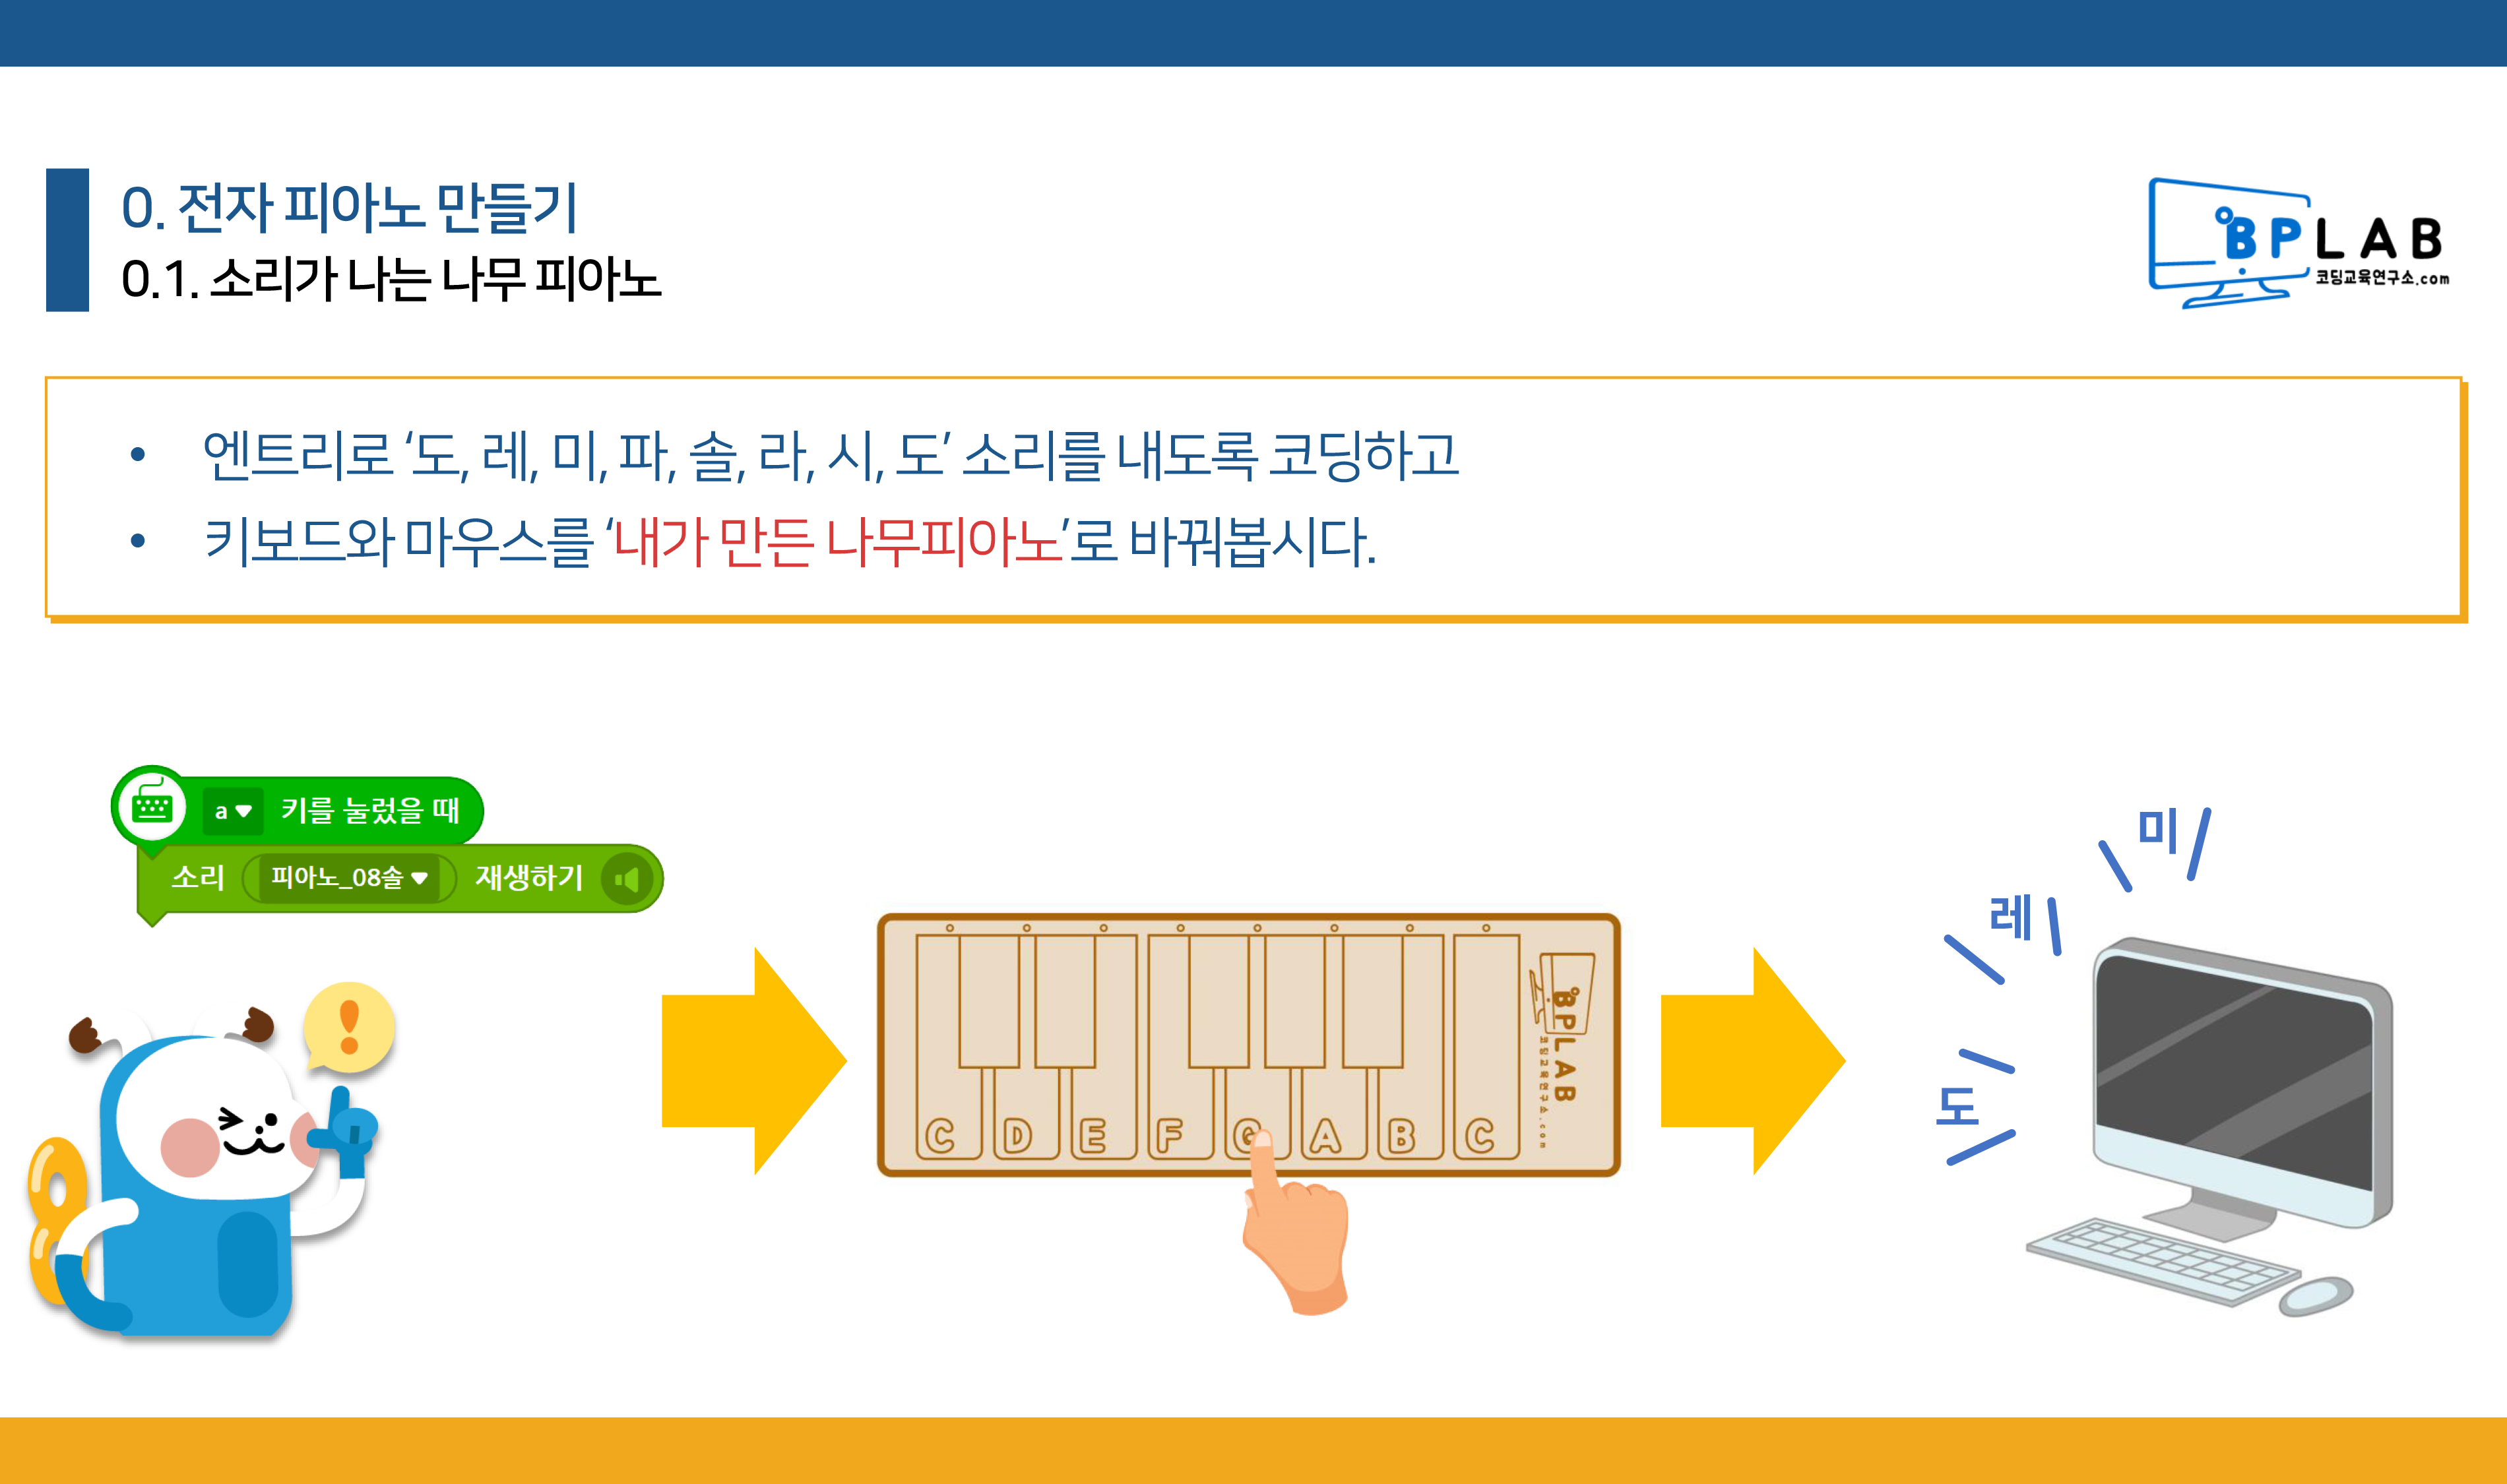 0. 전자 피아노 만들기
0.1. 소리가 나는 나무 피아노
BPLAB
코딩교육연구소.com
• 엔트리로 ‘도, 레, 미, 파, 솔, 라, 시, 도’ 소리를 내도록 코딩하고
• 키보드와 마우스를 ‘내가 만든 나무피아노’로 바꿔봅시다.
a 키를 눌렀을 때
소리 피아노_08솔 재생하기
!
C D E F G A B C
BPLAB
코딩교육연구소.com
미
레
도